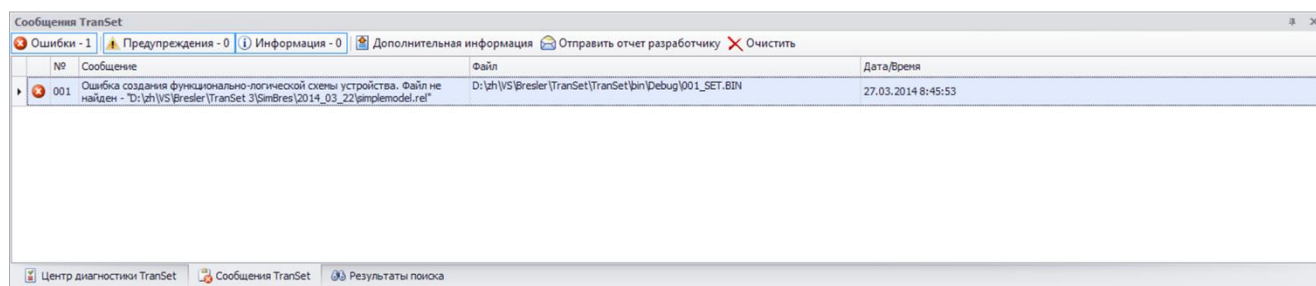 Сообщения TranSet
Ошибки - 1 Предупреждения - 0 Информация - 0 Дополнительная информация Отправить отчет разработчику Очистить
№ Сообщение Файл Дата/Время
001 Ошибка создания функционально-логической схемы устройства. Файл не D:\zh\VS\Bresler\TranSet\TranSet\bin\Debug\001_SET.BIN 27.03.2014 8:45:53
найден - "D:\zh\VS\Bresler\TranSet 3\SimBres\2014_03_22\simplemodel.rel"
Центр диагностики TranSet Сообщения TranSet Результаты поиска